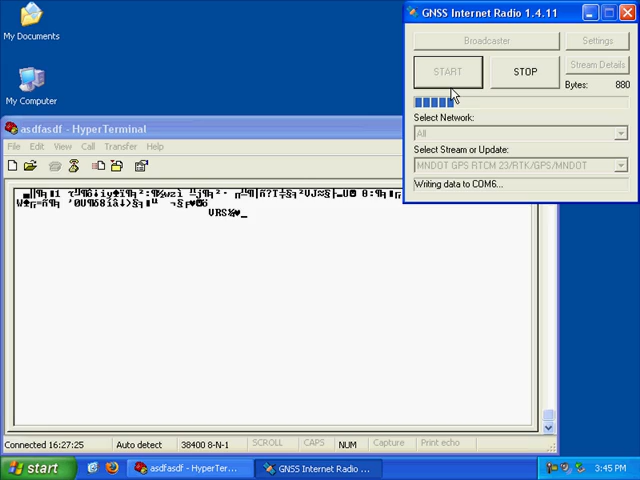 My Documents
My Computer
GNSS Internet Radio 1.4.11
Broadcaster
Settings
START
STOP
Stream Details
Bytes: 880
Select Network:
All
Select Stream or Update:
MNDOT GPS RTCM 23/RTK/GPS/MNDOT
Writing data to COM6...
asdfasdf - HyperTerminal
File Edit View Call Transfer Help
VRS¼♥_
Connected 16:27:25 Auto detect 38400 8-N-1 SCROLL CAPS NUM Capture Print echo
start asdfasdf - HyperTerminal... GNSS Internet Radio ... 3:45 PM